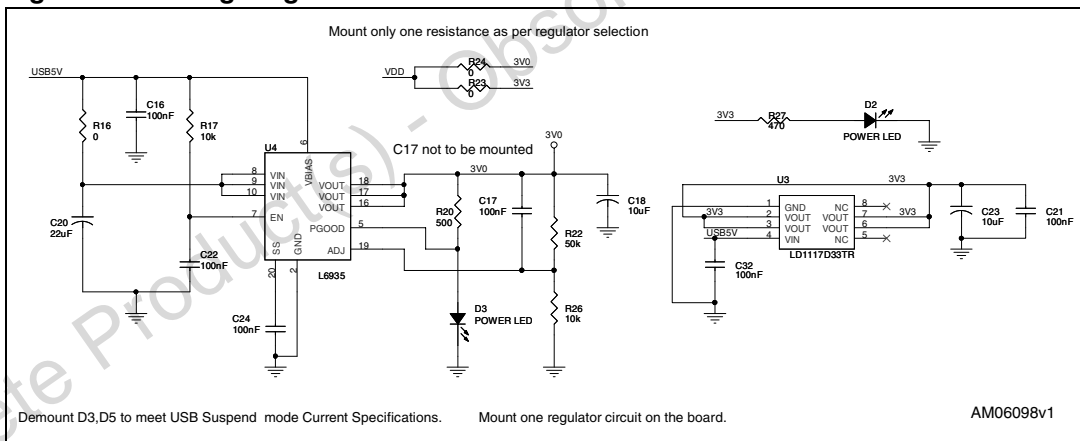 Mount only one resistance as per regulator selection
USB5V
VDD
R24
0
3V0
R23
0
3V3
R16
0
C16
100nF
R17
10k
U4
6
VBIAS
8
9
10
VIN
VIN
VIN
7
EN
SS
GND
20
2
VOUT
VOUT
VOUT
18
17
16
PGOOD
5
ADJ
19
L6935
C20
22uF
C22
100nF
C24
100nF
C17 not to be mounted
3V0
3V0
R20
500
C17
100nF
C18
10uF
R22
50k
R26
10k
D3
POWER LED
3V3
R27
470
D2
POWER LED
U3
3V3
1
2
3
4
GND
VOUT
VOUT
VIN
NC
VOUT
VOUT
NC
8
7
6
5
3V3
3V3
USB5V
LD1117D33TR
C32
100nF
C23
10uF
C21
100nF
Demount D3,D5 to meet USB Suspend mode Current Specifications.
Mount one regulator circuit on the board.
AM06098v1